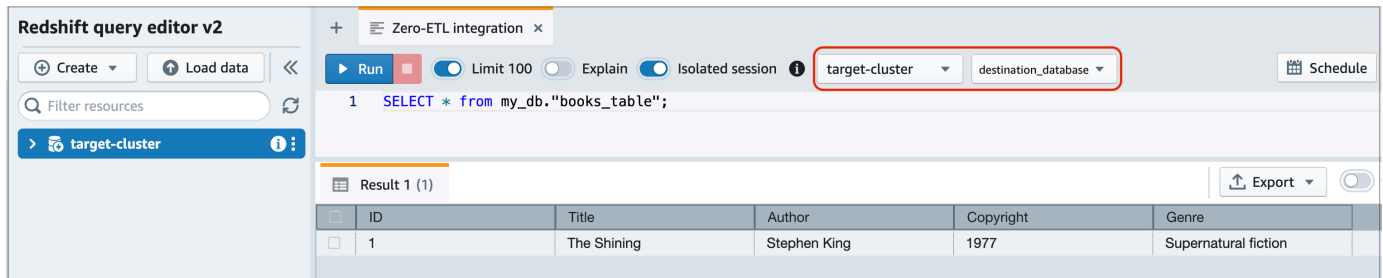 Redshift query editor v2
Create
Load data
Filter resources
target-cluster
Zero-ETL integration
Run
Limit 100
Explain
Isolated session
target-cluster
destination_database
Schedule
1 SELECT * from my_db."books_table";
Result 1 (1)
Export
ID Title Author Copyright Genre
1 The Shining Stephen King 1977 Supernatural fiction